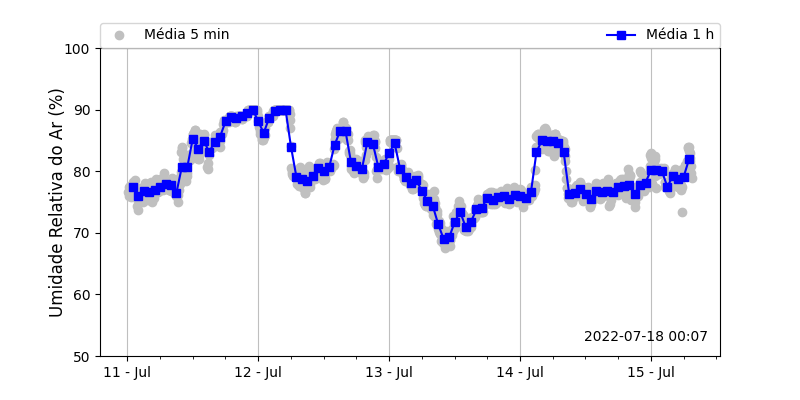 Média 5 min
Média 1 h
Umidade Relativa do Ar (%)
100
90
80
70
60
50
2022-07-18 00:07
11 - Jul
12 - Jul
13 - Jul
14 - Jul
15 - Jul